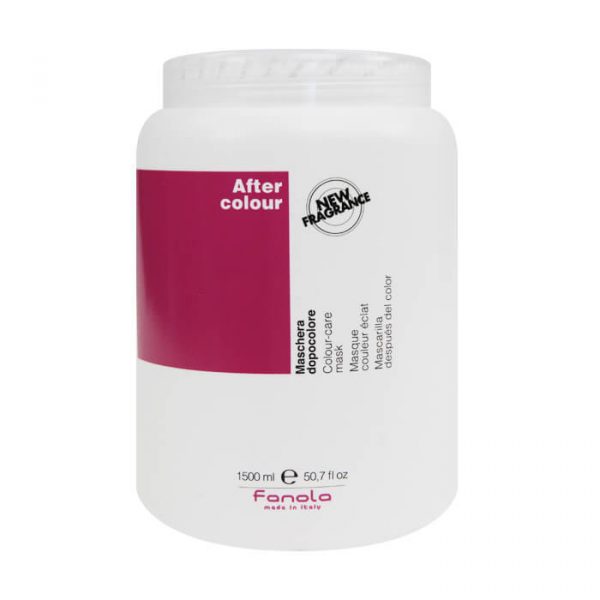 After
colour
NEW
FRAGRANCE
Maschera
dopocolore
Colour-care
mask
Masque
couleur éclat
Mascarilla
después del color
1500 ml e 50,7 fl oz
fanola
made in italy